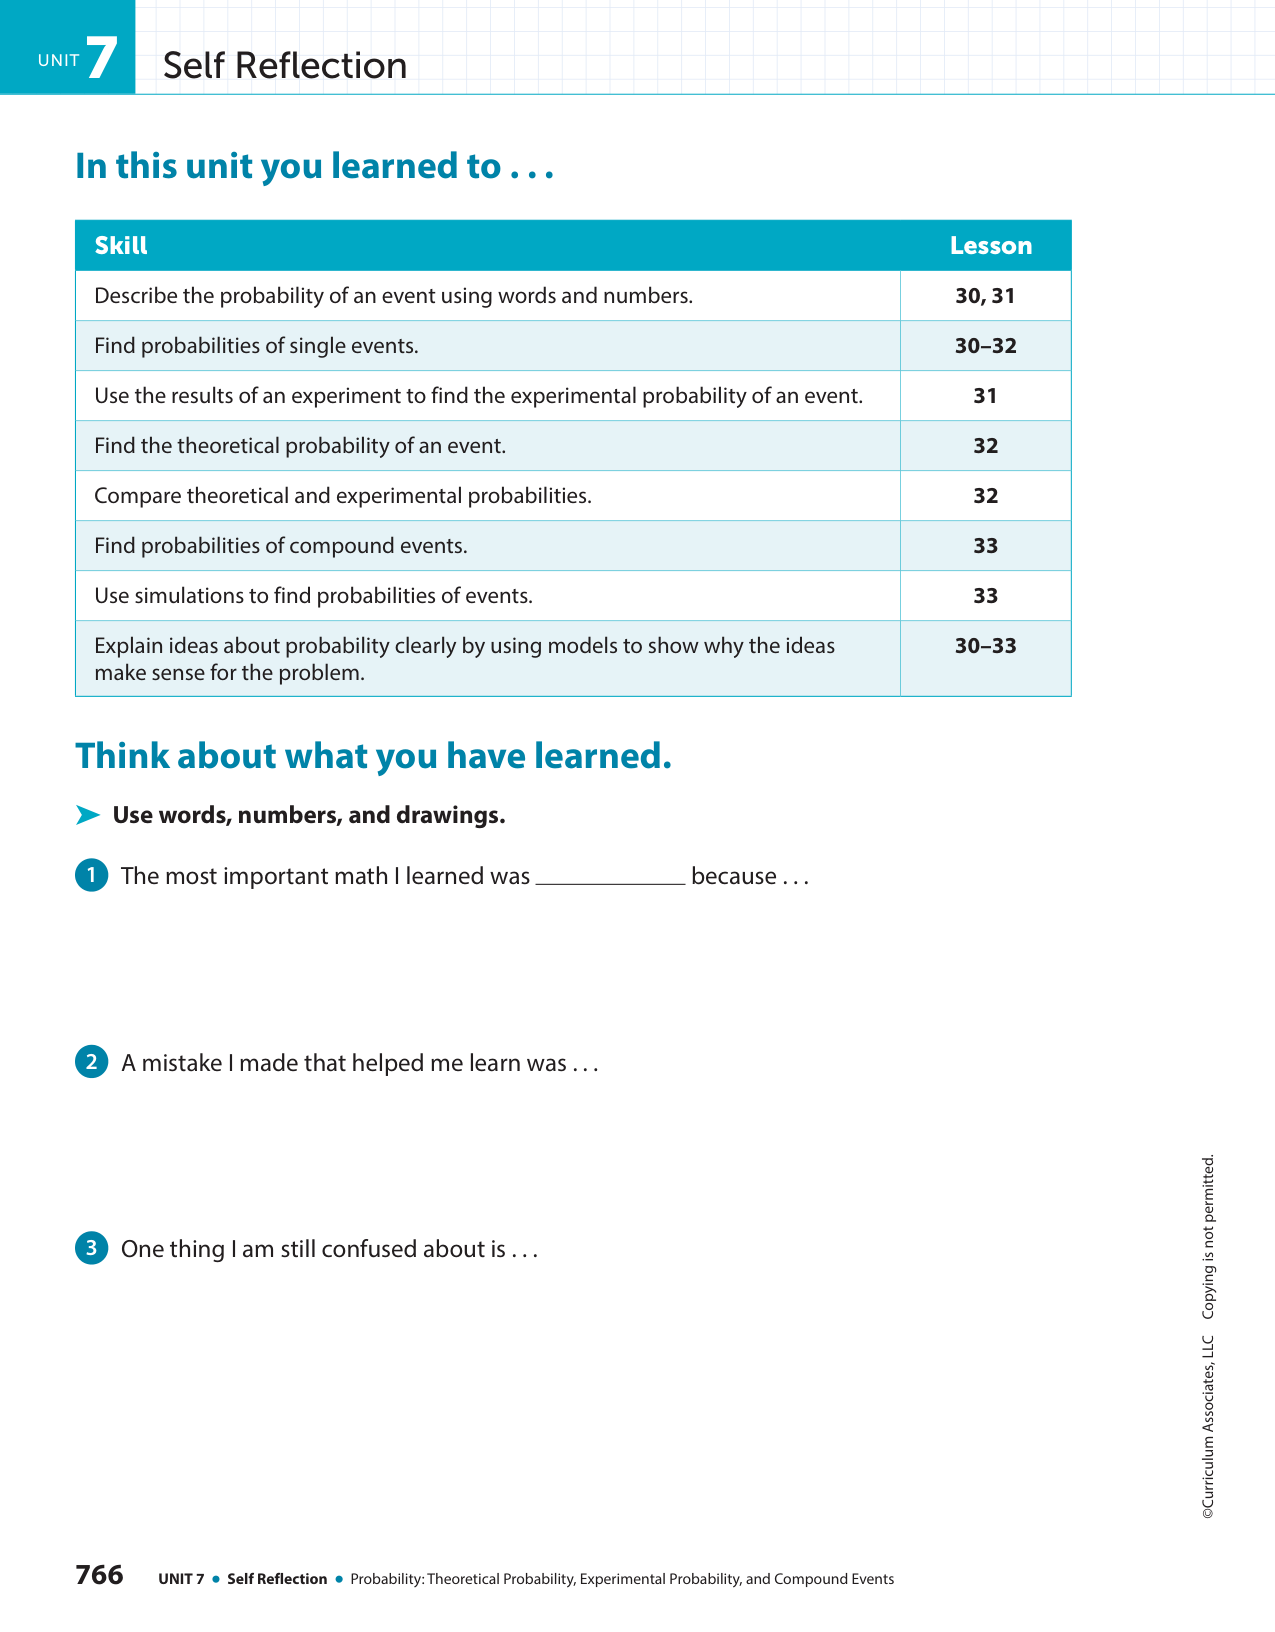 UNIT 7 Self Reflection
In this unit you learned to . . .
Skill Lesson
Describe the probability of an event using words and numbers. 30, 31
Find probabilities of single events. 30–32
Use the results of an experiment to find the experimental probability of an event. 31
Find the theoretical probability of an event. 32
Compare theoretical and experimental probabilities. 32
Find probabilities of compound events. 33
Use simulations to find probabilities of events. 33
Explain ideas about probability clearly by using models to show why the ideas 30–33
make sense for the problem.
Think about what you have learned.
Use words, numbers, and drawings.
1 The most important math I learned was ____________ because . . .
2 A mistake I made that helped me learn was . . .
3 One thing I am still confused about is . . .
©Curriculum Associates, LLC Copying is not permitted.
766 UNIT 7 • Self Reflection • Probability: Theoretical Probability, Experimental Probability, and Compound Events